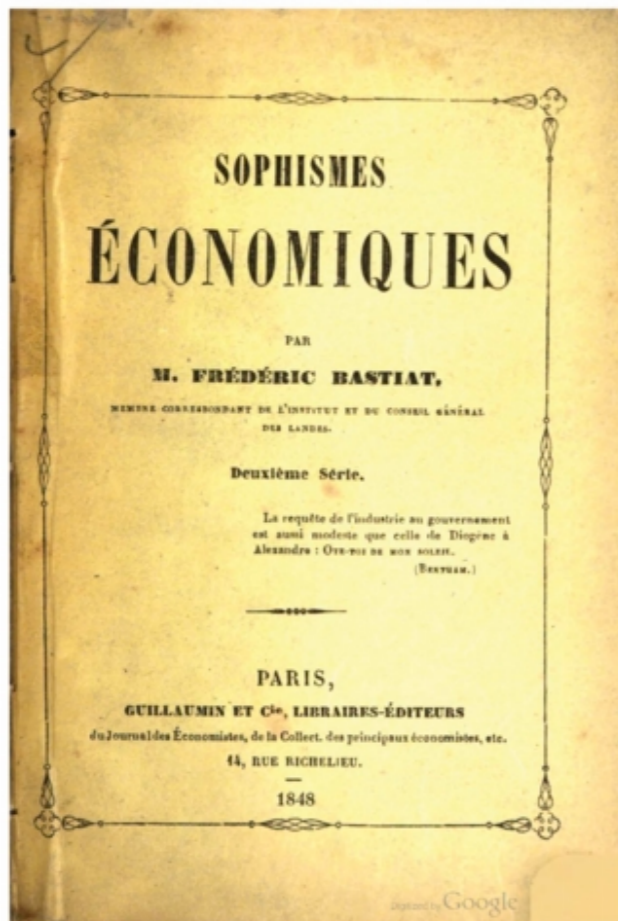 SOPHISMES
ÉCONOMIQUES
PAR
M. FRÉDÉRIC BASTIAT,
MEMBRE CORRESPONDANT DE L'INSTITUT ET DU CONSEIL GÉNÉRAL
DES LANDES.
Deuxième Série.
La requête de l'industrie au gouvernement
est aussi modeste que celle de Diogène à
Alexandre : OTE-TOI DE MON SOLEIL.
(BENTHAM.)
PARIS,
GUILLAUMIN ET Cie, LIBRAIRES-ÉDITEURS
du Journal des Économistes, de la Collect. des principaux économistes, etc.
14, RUE RICHELIEU.
1848
Digitized by Google